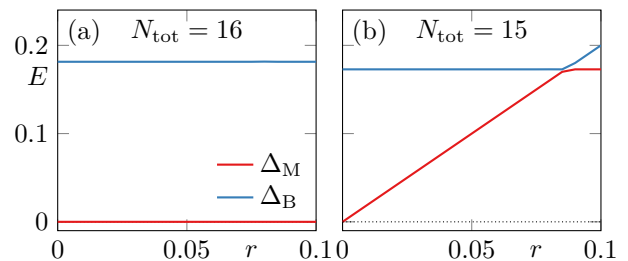 (a) N_tot = 16
(b) N_tot = 15
0.2
E
0.1
0
Δ_M
Δ_B
0 0.05 r 0.1
0 0.05 r 0.1